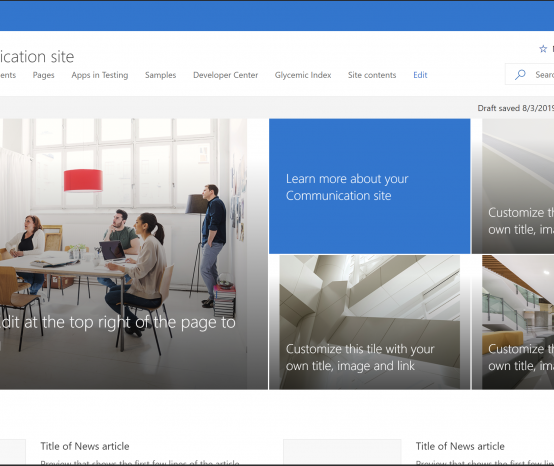 ication site
ents Pages Apps in Testing Samples Developer Center Glycemic Index Site contents Edit
Searc
Draft saved 8/3/2019
Learn more about your
Communication site
Customize th
own title, ima
dit at the top right of the page to
Customize this tile with your
own title, image and link
Customize th
own title, im
Title of News article
Preview that shows the first few lines of the article
Title of News article
Preview that shows the first few lin